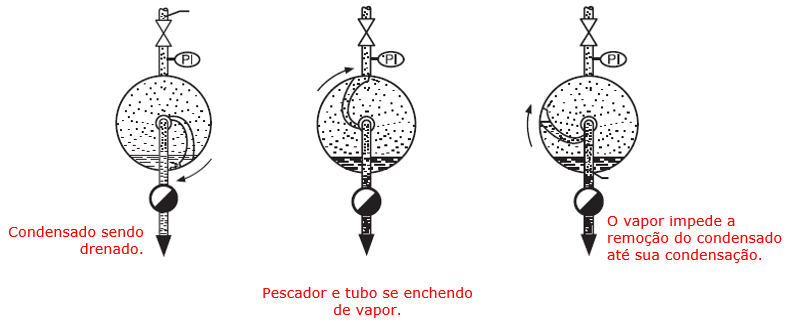 PI
PI
PI
Condensado sendo
drenado.
Pescador e tubo se enchendo
de vapor.
O vapor impede a
remoção do condensado
até sua condensação.